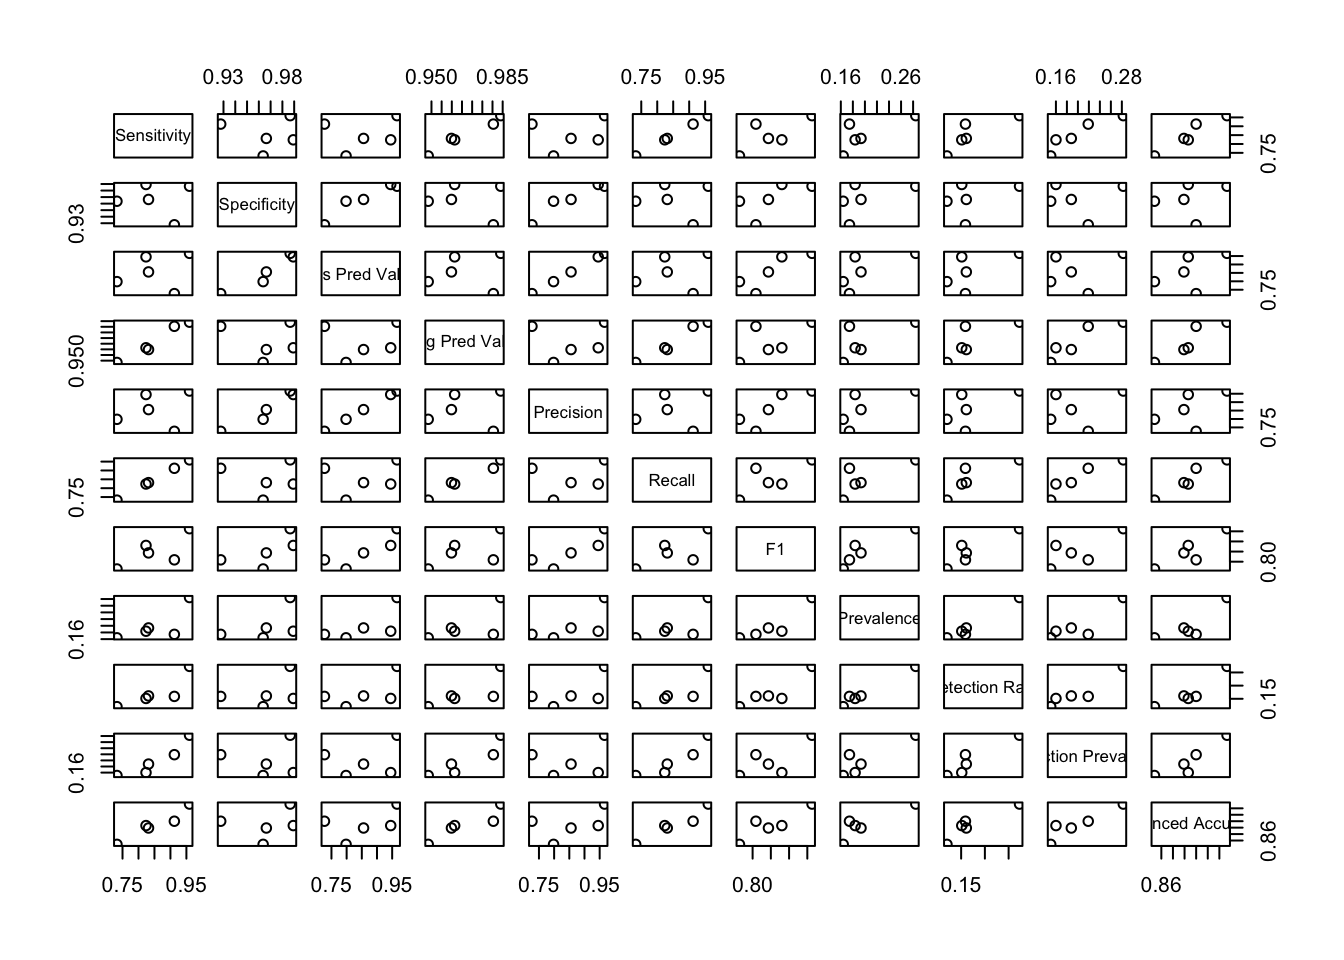 0.93 0.98 0.950 0.985 0.75 0.95 0.16 0.26 0.16 0.28
Sensitivity 0.75
0.93 Specificity
s Pred Val 0.75
0.950 g Pred Val
Precision 0.75
0.75 Recall
F1 0.80
0.16 Prevalence
etection Ra 0.15
0.16 ction Preva
nced Accu 0.86
0.75 0.95 0.75 0.95 0.75 0.95 0.80 0.15 0.86